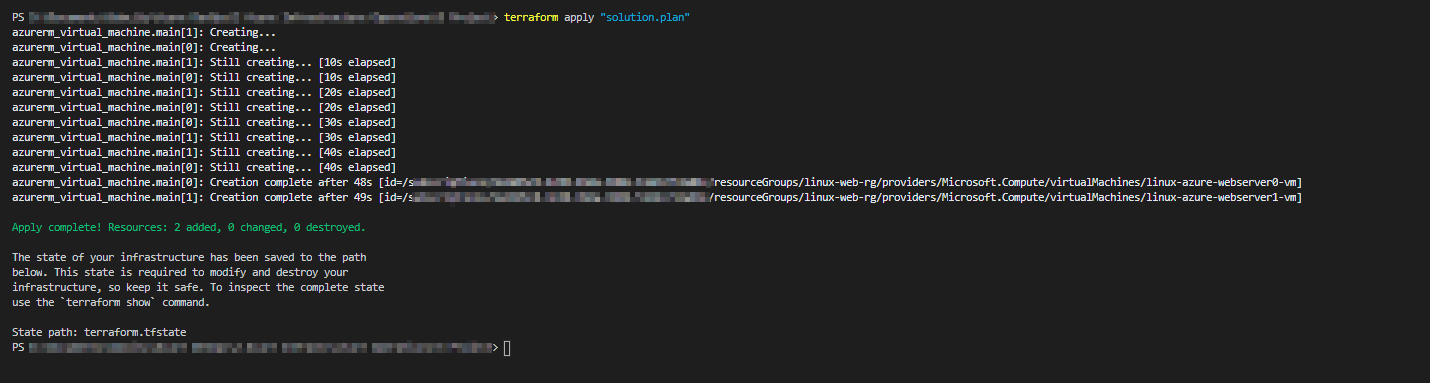 PS > terraform apply "solution.plan"
azurerm_virtual_machine.main[1]: Creating...
azurerm_virtual_machine.main[0]: Creating...
azurerm_virtual_machine.main[1]: Still creating... [10s elapsed]
azurerm_virtual_machine.main[0]: Still creating... [10s elapsed]
azurerm_virtual_machine.main[1]: Still creating... [20s elapsed]
azurerm_virtual_machine.main[0]: Still creating... [20s elapsed]
azurerm_virtual_machine.main[0]: Still creating... [30s elapsed]
azurerm_virtual_machine.main[1]: Still creating... [30s elapsed]
azurerm_virtual_machine.main[1]: Still creating... [40s elapsed]
azurerm_virtual_machine.main[0]: Still creating... [40s elapsed]
azurerm_virtual_machine.main[0]: Creation complete after 48s [id=/s /resourceGroups/linux-web-rg/providers/Microsoft.Compute/virtualMachines/linux-azure-webserver0-vm]
azurerm_virtual_machine.main[1]: Creation complete after 49s [id=/s /resourceGroups/linux-web-rg/providers/Microsoft.Compute/virtualMachines/linux-azure-webserver1-vm]
Apply complete! Resources: 2 added, 0 changed, 0 destroyed.
The state of your infrastructure has been saved to the path
below. This state is required to modify and destroy your
infrastructure, so keep it safe. To inspect the complete state
use the `terraform show` command.
State path: terraform.tfstate
PS >